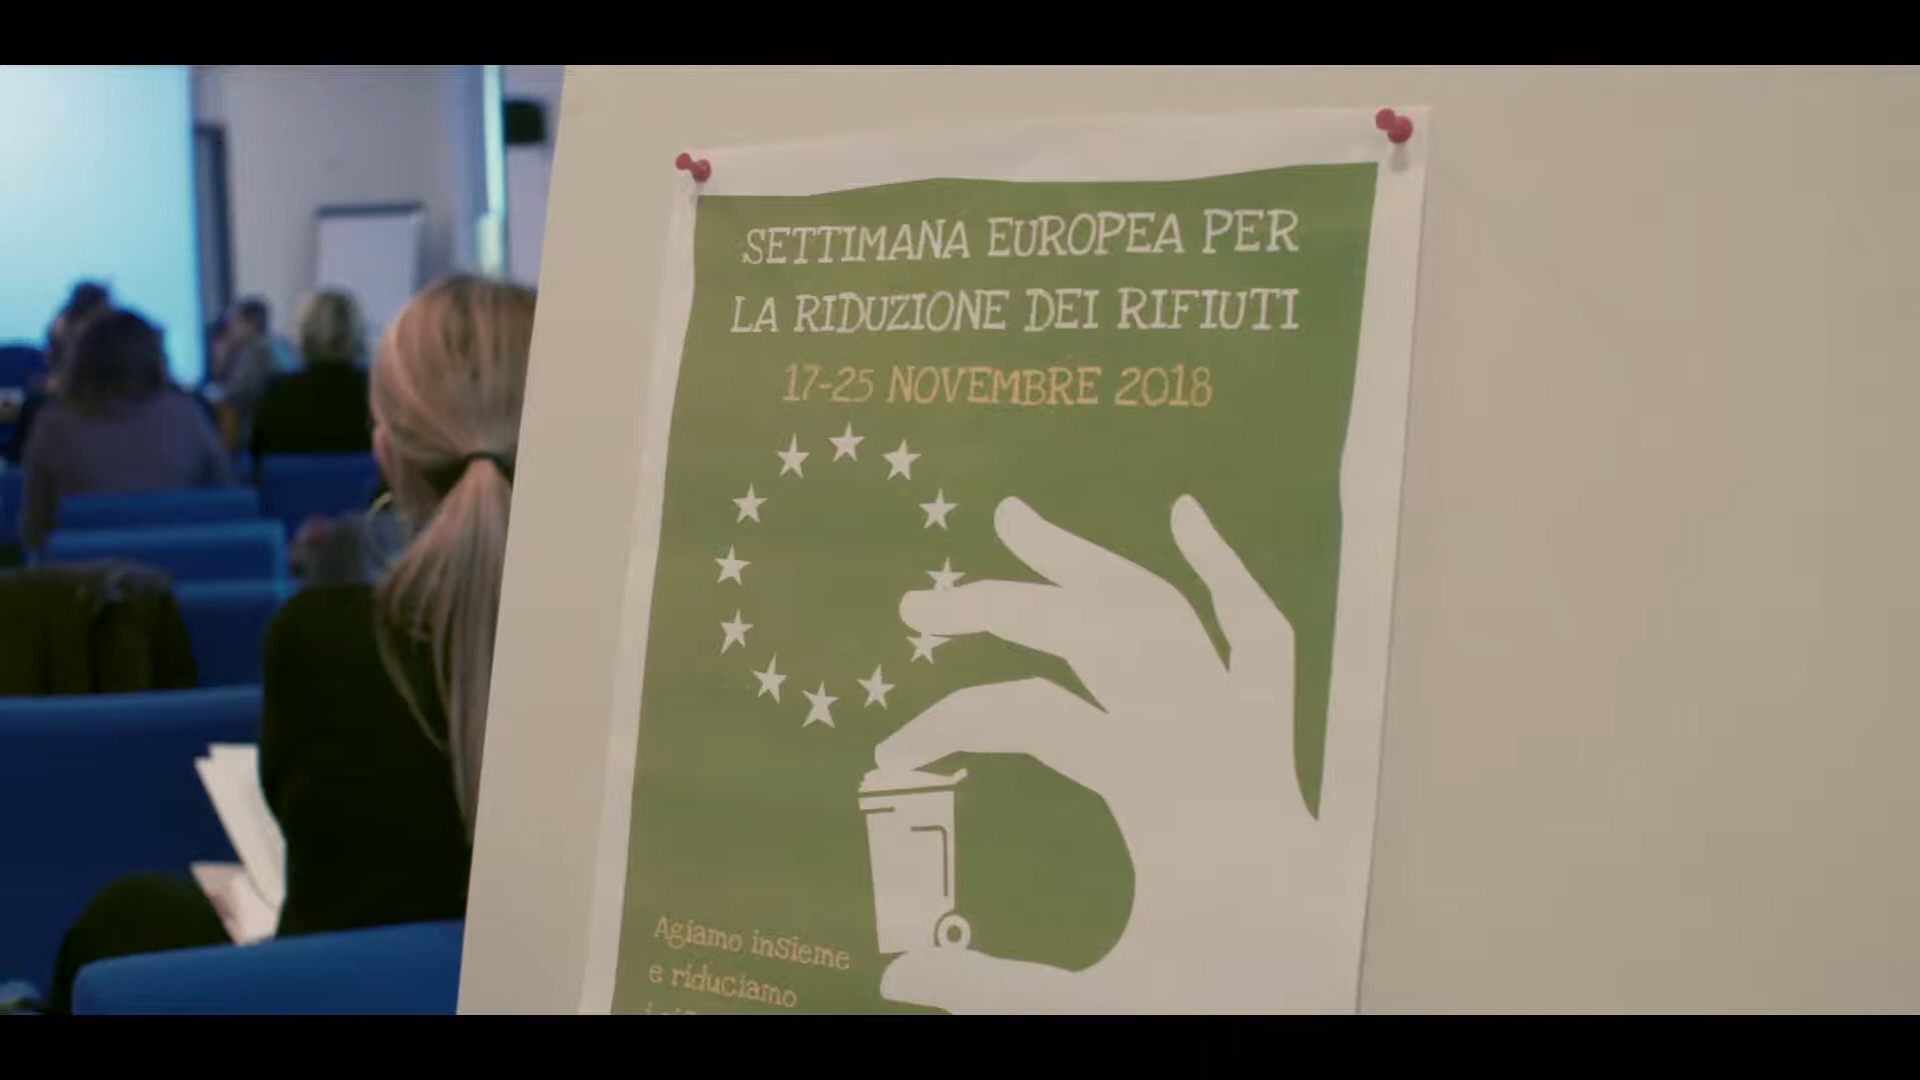 SETTIMANA EUROPEA PER
LA RIDUZIONE DEI RIFIUTI
17-25 NOVEMBRE 2018
Agiamo insieme
e riduciamo